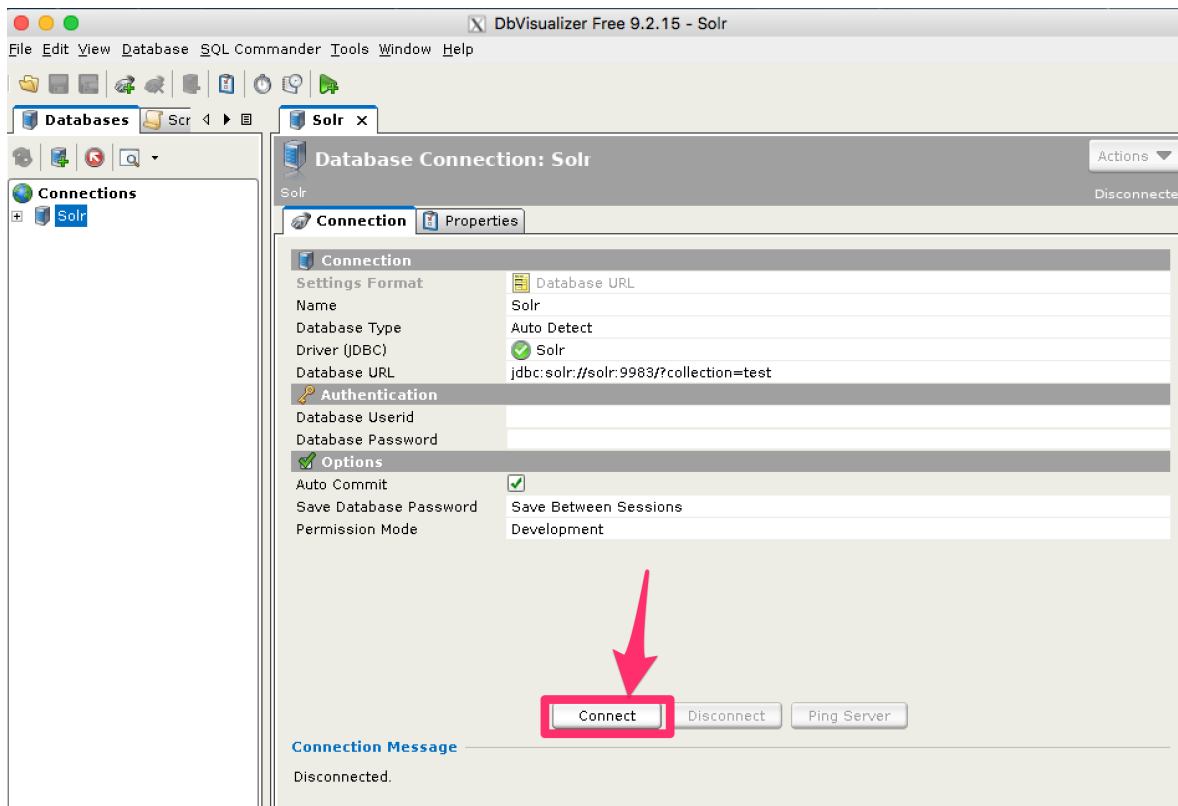 DbVisualizer Free 9.2.15 - Solr
File Edit View Database SQL Commander Tools Window Help
Databases Scr
Solr
Database Connection: Solr
Actions
Solr
Disconnecte
Connections
Solr
Connection Properties
Connection
Settings Format Database URL
Name Solr
Database Type Auto Detect
Driver (JDBC) Solr
Database URL jdbc:solr://solr:9983/?collection=test
Authentication
Database Userid
Database Password
Options
Auto Commit
Save Database Password Save Between Sessions
Permission Mode Development
Connect Disconnect Ping Server
Connection Message
Disconnected.